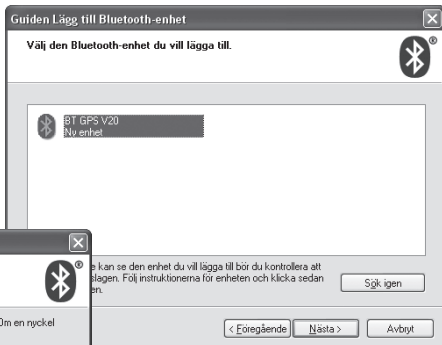 Guiden Lägg till Bluetooth-enhet
Välj den Bluetooth-enhet du vill lägga till.
BT GPS V20
Ny enhet
kan se den enhet du vill lägga till bör du kontrollera att
slagen. Följ instruktionerna för enheten och klicka sedan
en.
Sök igen
Om en nyckel
< Föregående
Nästa >
Avbryt